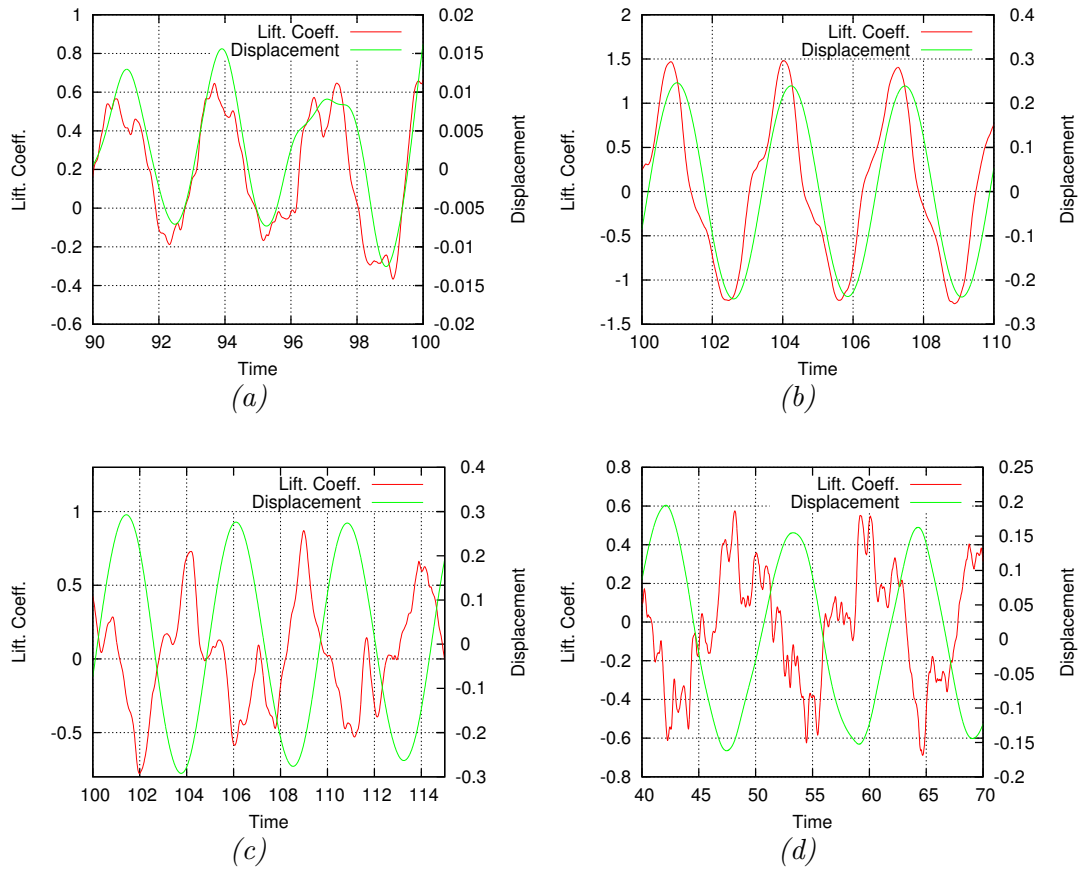 1
0.8
0.6
0.4
0.2
0
-0.2
-0.4
-0.6
90 92 94 96 98 100
0.02
0.015
0.01
0.005
0
-0.005
-0.01
-0.015
-0.02
Lift. Coeff.
Displacement
Time
Lift. Coeff.
Displacement
(a)
2
1.5
1
0.5
0
-0.5
-1
-1.5
100 102 104 106 108 110
0.4
0.3
0.2
0.1
0
-0.1
-0.2
-0.3
Lift. Coeff.
Displacement
Time
Lift. Coeff.
Displacement
(b)
1
0.5
0
-0.5
100 102 104 106 108 110 112 114
0.4
0.3
0.2
0.1
0
-0.1
-0.2
-0.3
Lift. Coeff.
Displacement
Time
Lift. Coeff.
Displacement
(c)
0.8
0.6
0.4
0.2
0
-0.2
-0.4
-0.6
-0.8
40 45 50 55 60 65 70
0.25
0.2
0.15
0.1
0.05
0
-0.05
-0.1
-0.15
-0.2
Lift. Coeff.
Displacement
Time
Lift. Coeff.
Displacement
(d)